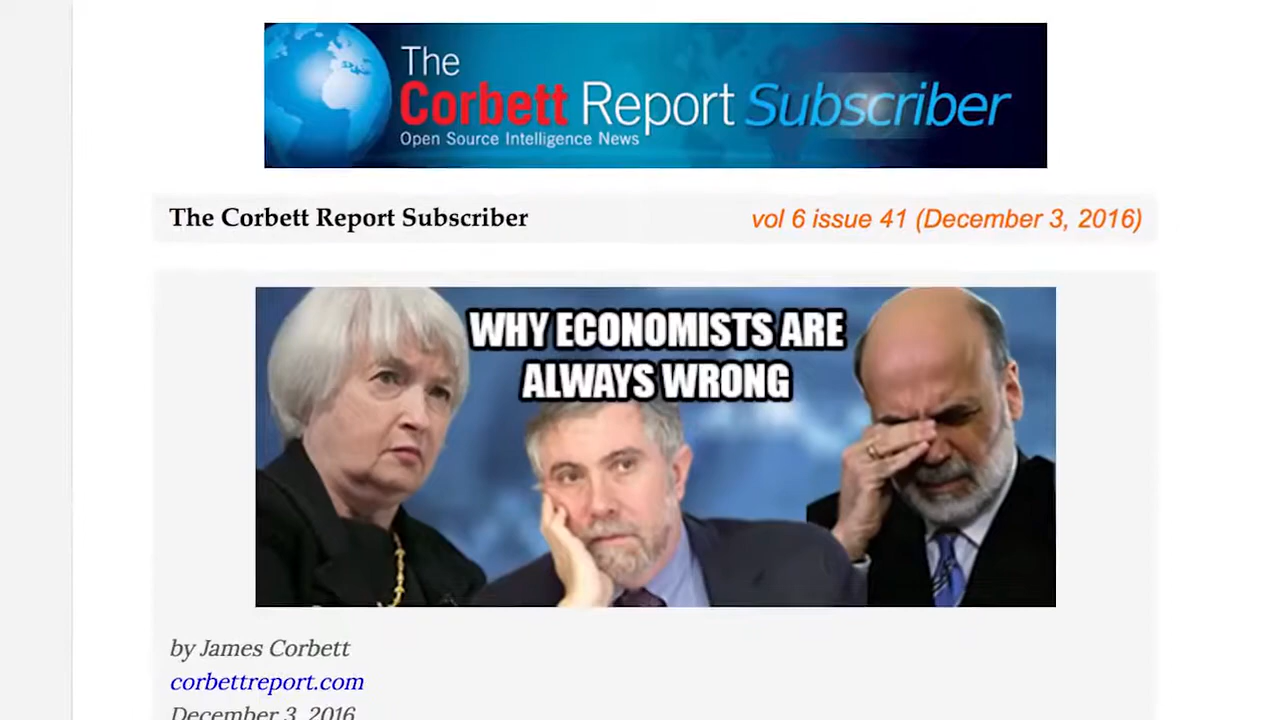 The
Corbett Report Subscriber
Open Source Intelligence News
The Corbett Report Subscriber vol 6 issue 41 (December 3, 2016)
WHY ECONOMISTS ARE
ALWAYS WRONG
by James Corbett
corbettreport.com
December 3, 2016